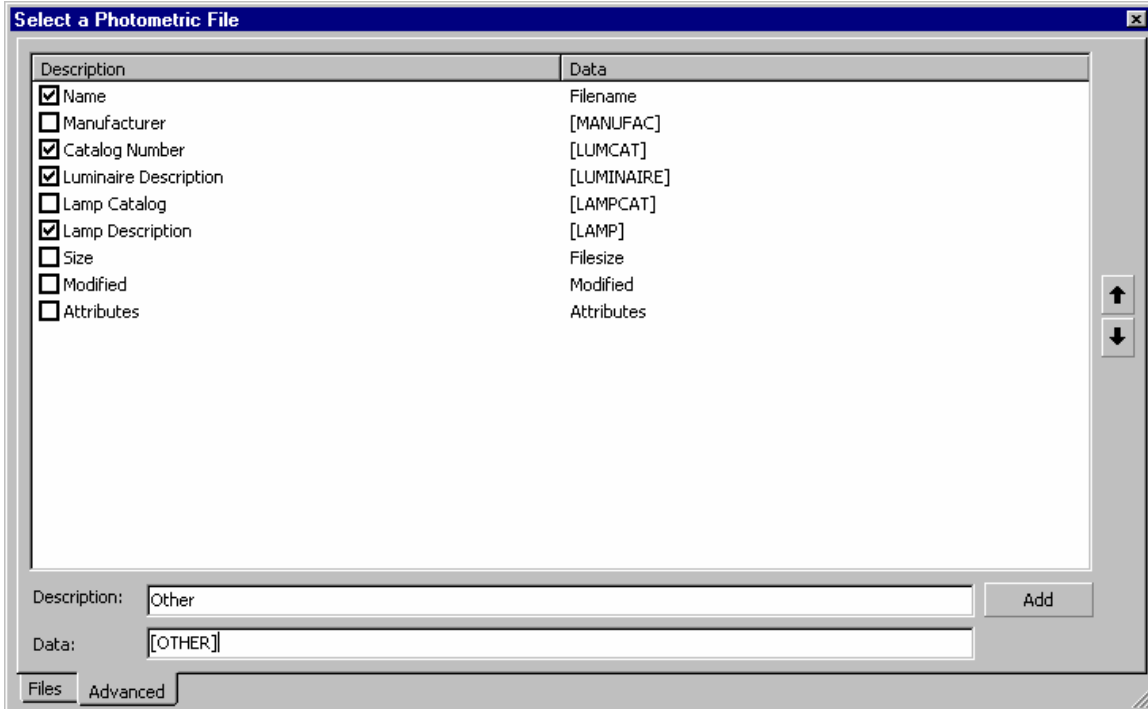 Select a Photometric File
Description Data
Name Filename
Manufacturer [MANUFAC]
Catalog Number [LUMCAT]
Luminaire Description [LUMINAIRE]
Lamp Catalog [LAMPCAT]
Lamp Description [LAMP]
Size Filesize
Modified Modified
Attributes Attributes
Description: Other Add
Data: [OTHER]
Files Advanced